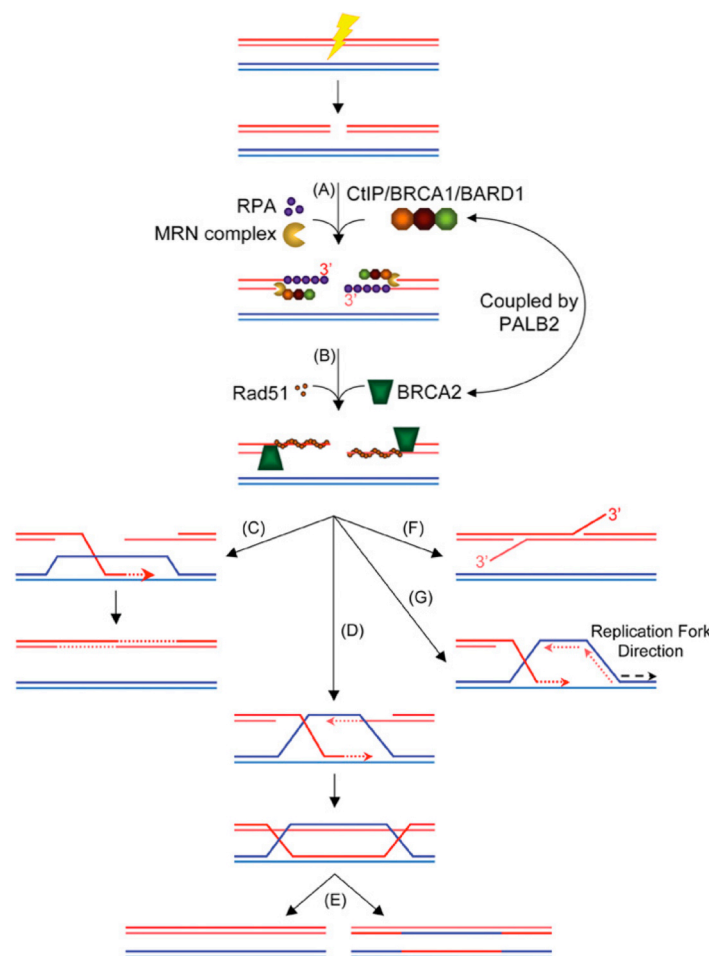 (A)
RPA
CtIP/BRCA1/BARD1
MRN complex
3'
3'
Coupled by
PALB2
(B)
Rad51
BRCA2
(C)
(F)
3'
3'
(G)
(D)
Replication Fork
Direction
(E)